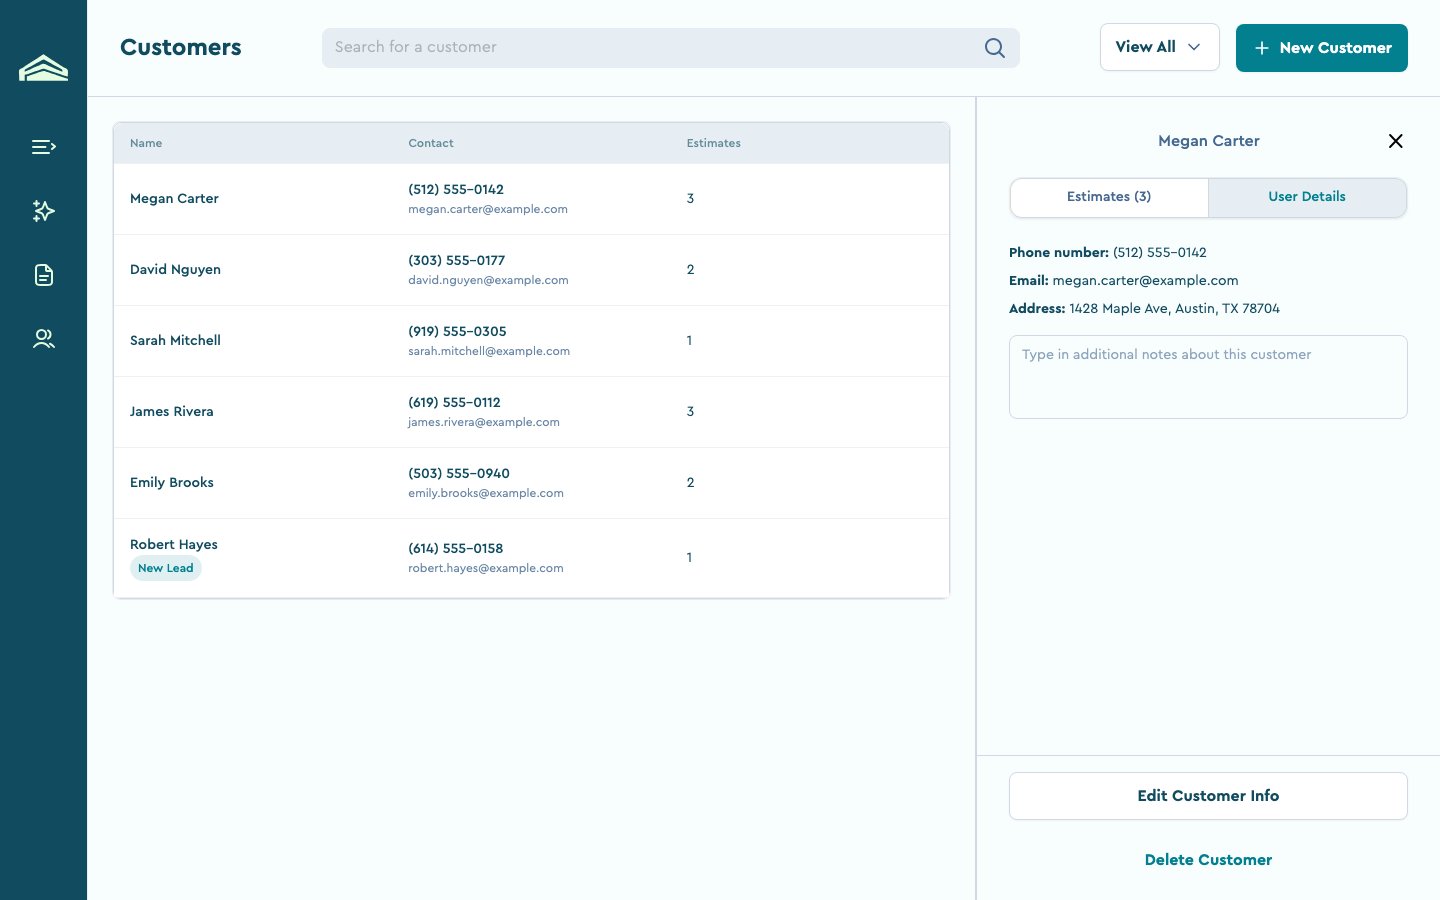 Customers
Search for a customer
View All
New Customer
Name Contact Estimates
Megan Carter
(512) 555-0142
megan.carter@example.com
3
David Nguyen
(303) 555-0177
david.nguyen@example.com
2
Sarah Mitchell
(919) 555-0305
sarah.mitchell@example.com
1
James Rivera
(619) 555-0112
james.rivera@example.com
3
Emily Brooks
(503) 555-0940
emily.brooks@example.com
2
Robert Hayes
New Lead
(614) 555-0158
robert.hayes@example.com
1
Megan Carter
Estimates (3)
User Details
Phone number: (512) 555-0142
Email: megan.carter@example.com
Address: 1428 Maple Ave, Austin, TX 78704
Type in additional notes about this customer
Edit Customer Info
Delete Customer